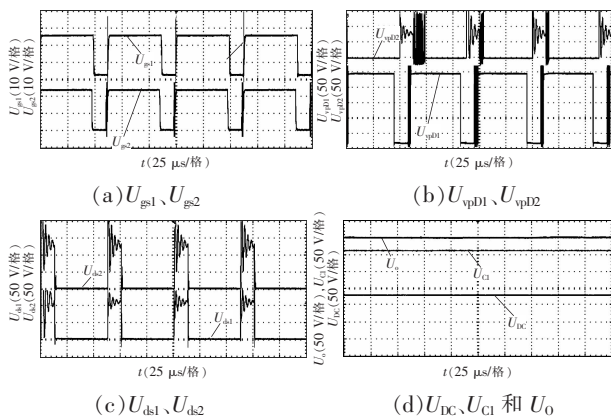 U_gs1(10 V/格)
U_gs2(10 V/格)
U_gs1
U_gs2
t(25 μs/格)
(a)U_gs1、U_gs2
U_vpD1(50 V/格)
U_vpD2(50 V/格)
U_vpD2
U_vpD1
t(25 μs/格)
(b)U_vpD1、U_vpD2
U_ds1(50 V/格)
U_ds2(50 V/格)
U_ds2
U_ds1
t(25 μs/格)
(c)U_ds1、U_ds2
U_o(50 V/格),U_C1(50 V/格)
U_DC(50 V/格)
U_o
U_C1
U_DC
t(25 μs/格)
(d)U_DC、U_C1 和 U_O